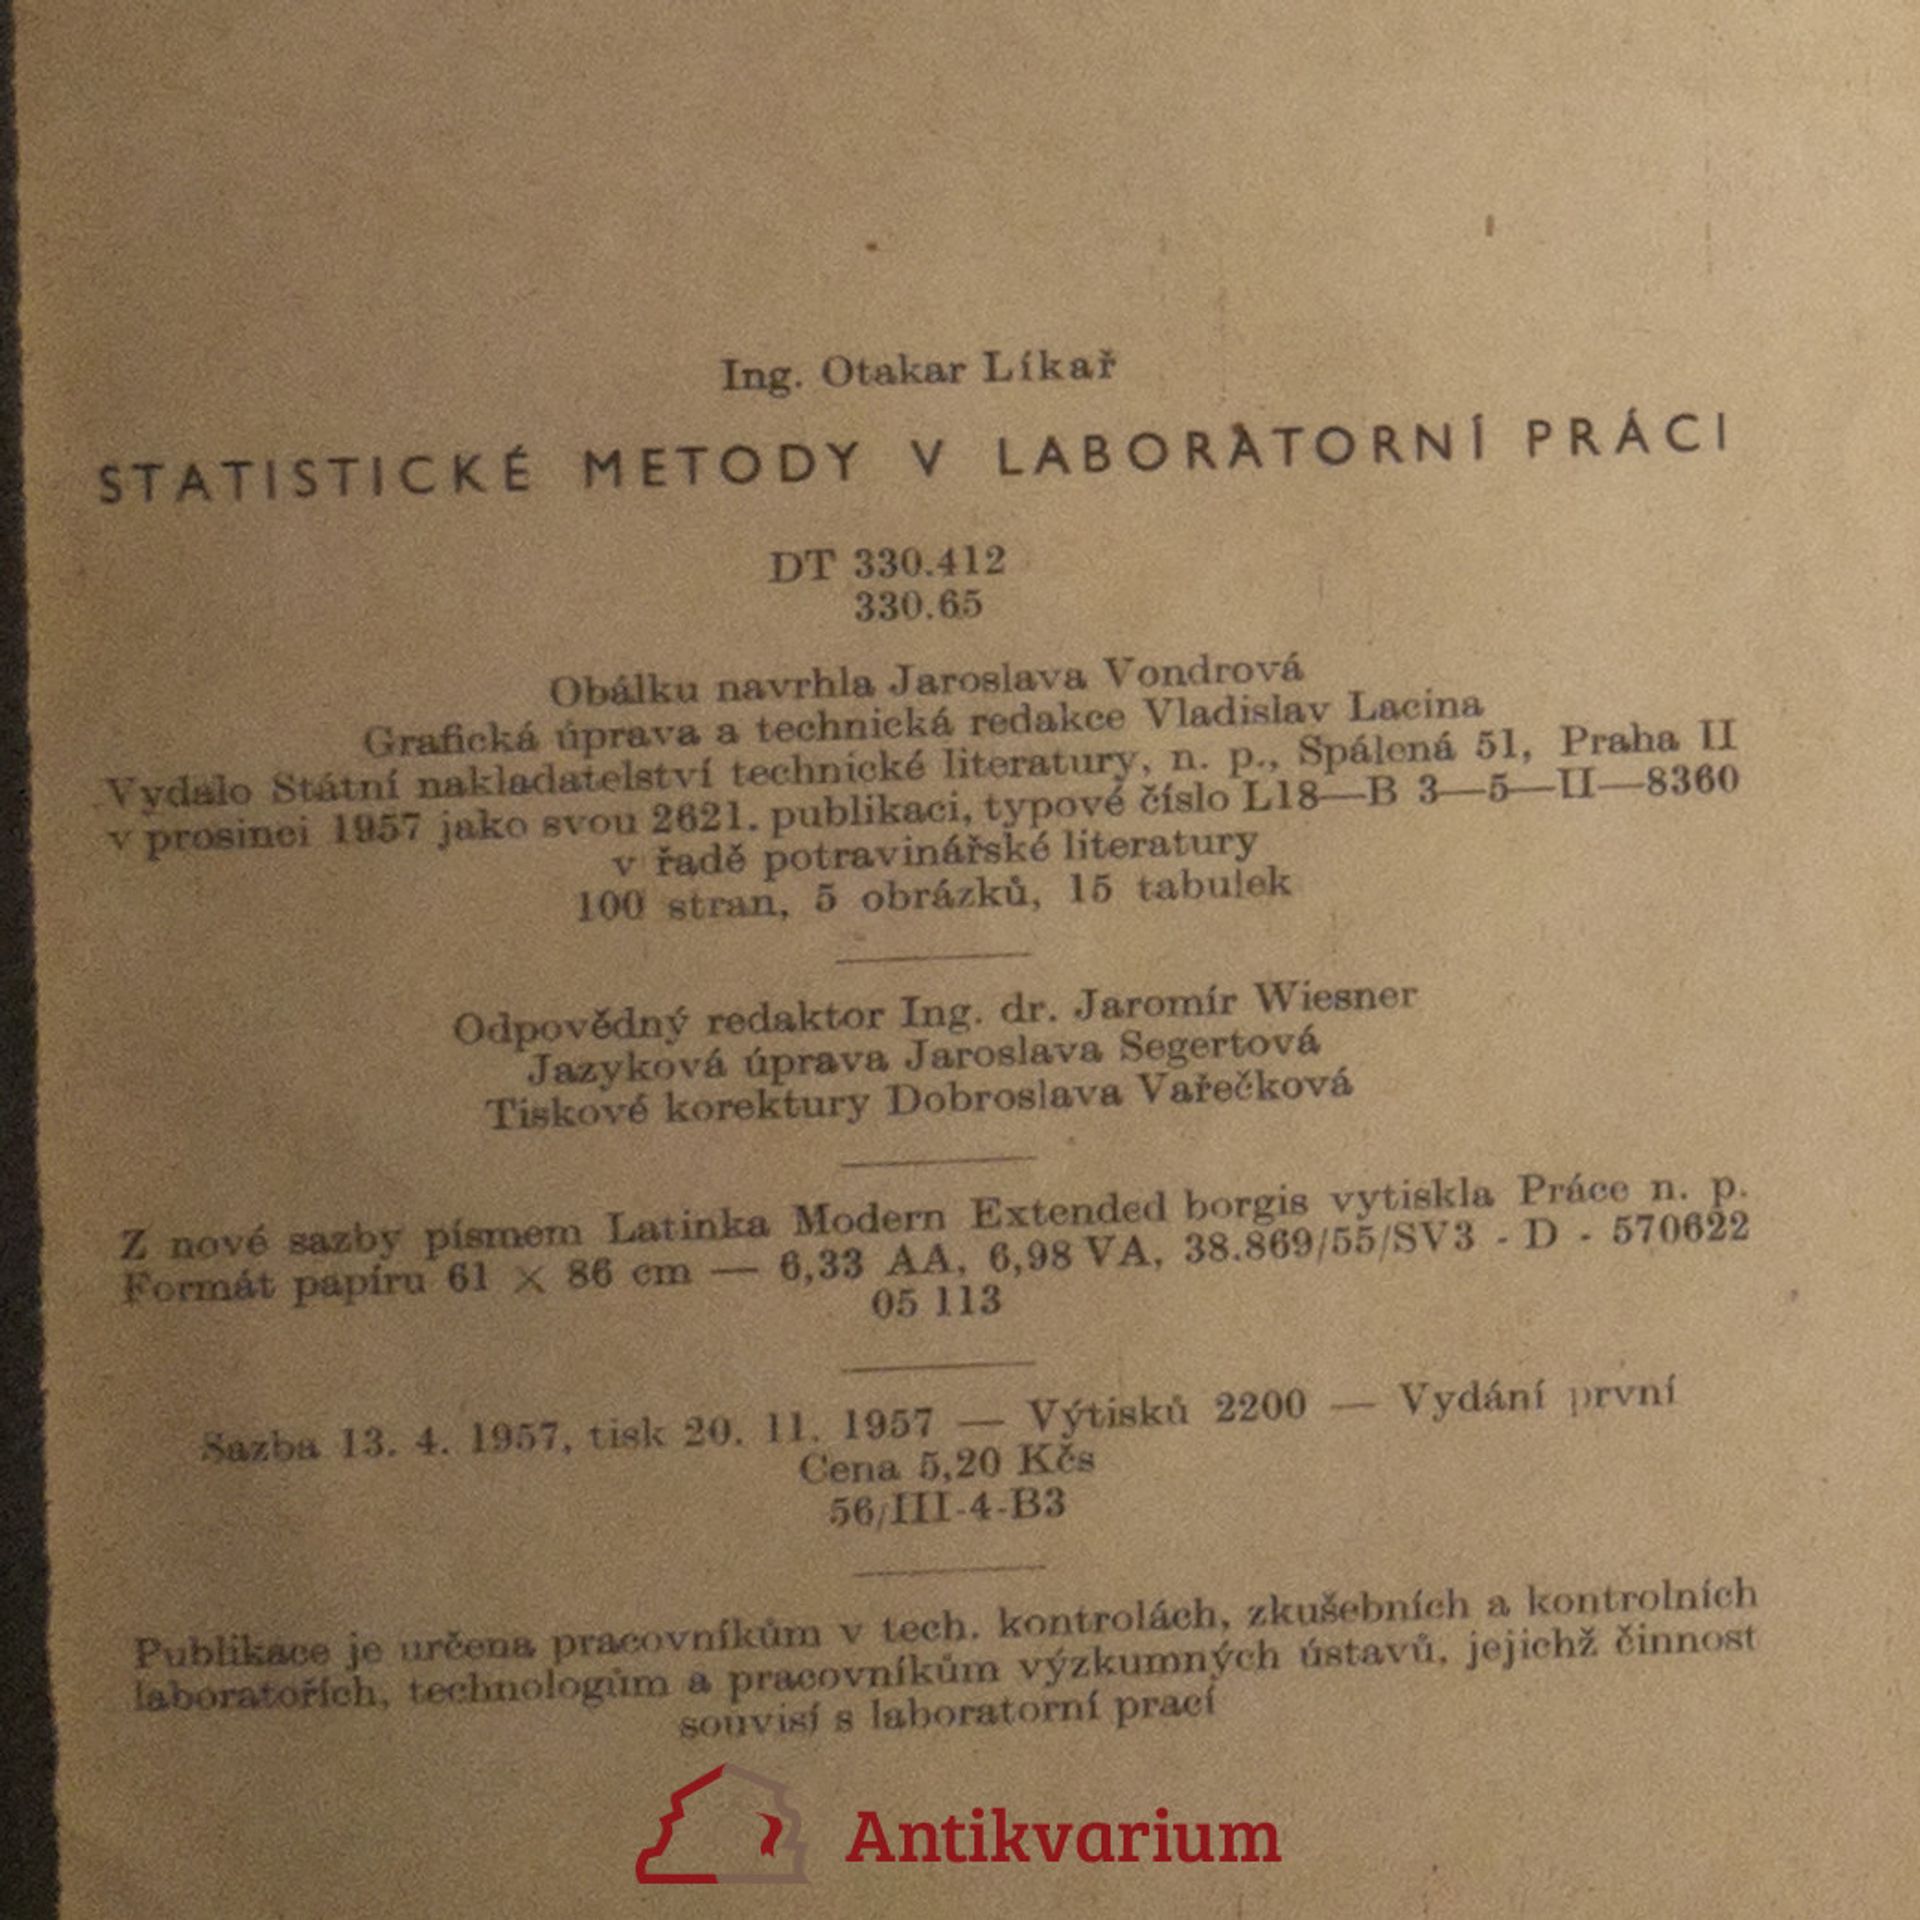 Ing. Otakar Líkař
STATISTICKÉ METODY V LABORATORNÍ PRÁCI
DT 330.412
330.65
Obálku navrhla Jaroslava Vondrová
Grafická úprava a technická redakce Vladislav Lacina
Vydalo Státní nakladatelství technické literatury, n. p., Spálená 51, Praha II
v prosinci 1957 jako svou 2621. publikaci, typové číslo L18—B 3—5—II—8360
v řadě potravinářské literatury
100 stran, 5 obrázků, 15 tabulek
Odpovědný redaktor Ing. dr. Jaromír Wiesner
Jazyková úprava Jaroslava Segertová
Tiskové korektury Dobroslava Vařečková
Z nové sazby písmem Latinka Modern Extended borgis vytiskla Práce n. p.
Formát papíru 61 × 86 cm — 6,33 AA, 6,98 VA, 38.869/55/SV3 - D - 570622
05 113
Sazba 13. 4. 1957, tisk 20. 11. 1957 — Výtisků 2200 — Vydání první
Cena 5,20 Kčs
56/III-4-B3
Publikace je určena pracovníkům v tech. kontrolách, zkušebních a kontrolních
laboratořích, technologům a pracovníkům výzkumných ústavů, jejichž činnost
souvisí s laboratorní prací
Antikvarium